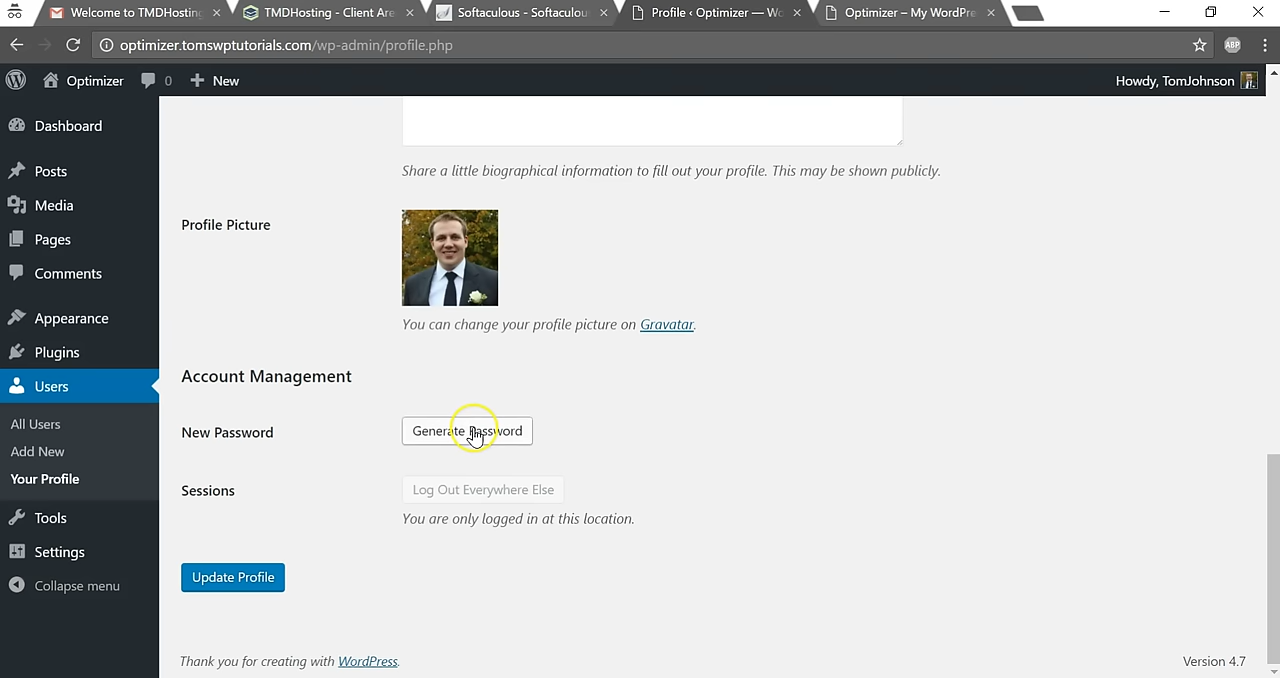 Welcome to TMDHosting
TMDHosting - Client Are
Softaculous - Softaculou
Profile ‹ Optimizer — Wo
Optimizer – My WordPre
optimizer.tomswptutorials.com/wp-admin/profile.php
ABP
Optimizer
0
New
Howdy, TomJohnson
Dashboard
Posts
Media
Pages
Comments
Appearance
Plugins
Users
All Users
Add New
Your Profile
Tools
Settings
Collapse menu
Share a little biographical information to fill out your profile. This may be shown publicly.
Profile Picture
You can change your profile picture on Gravatar.
Account Management
New Password
Generate Password
Sessions
Log Out Everywhere Else
You are only logged in at this location.
Update Profile
Thank you for creating with WordPress.
Version 4.7